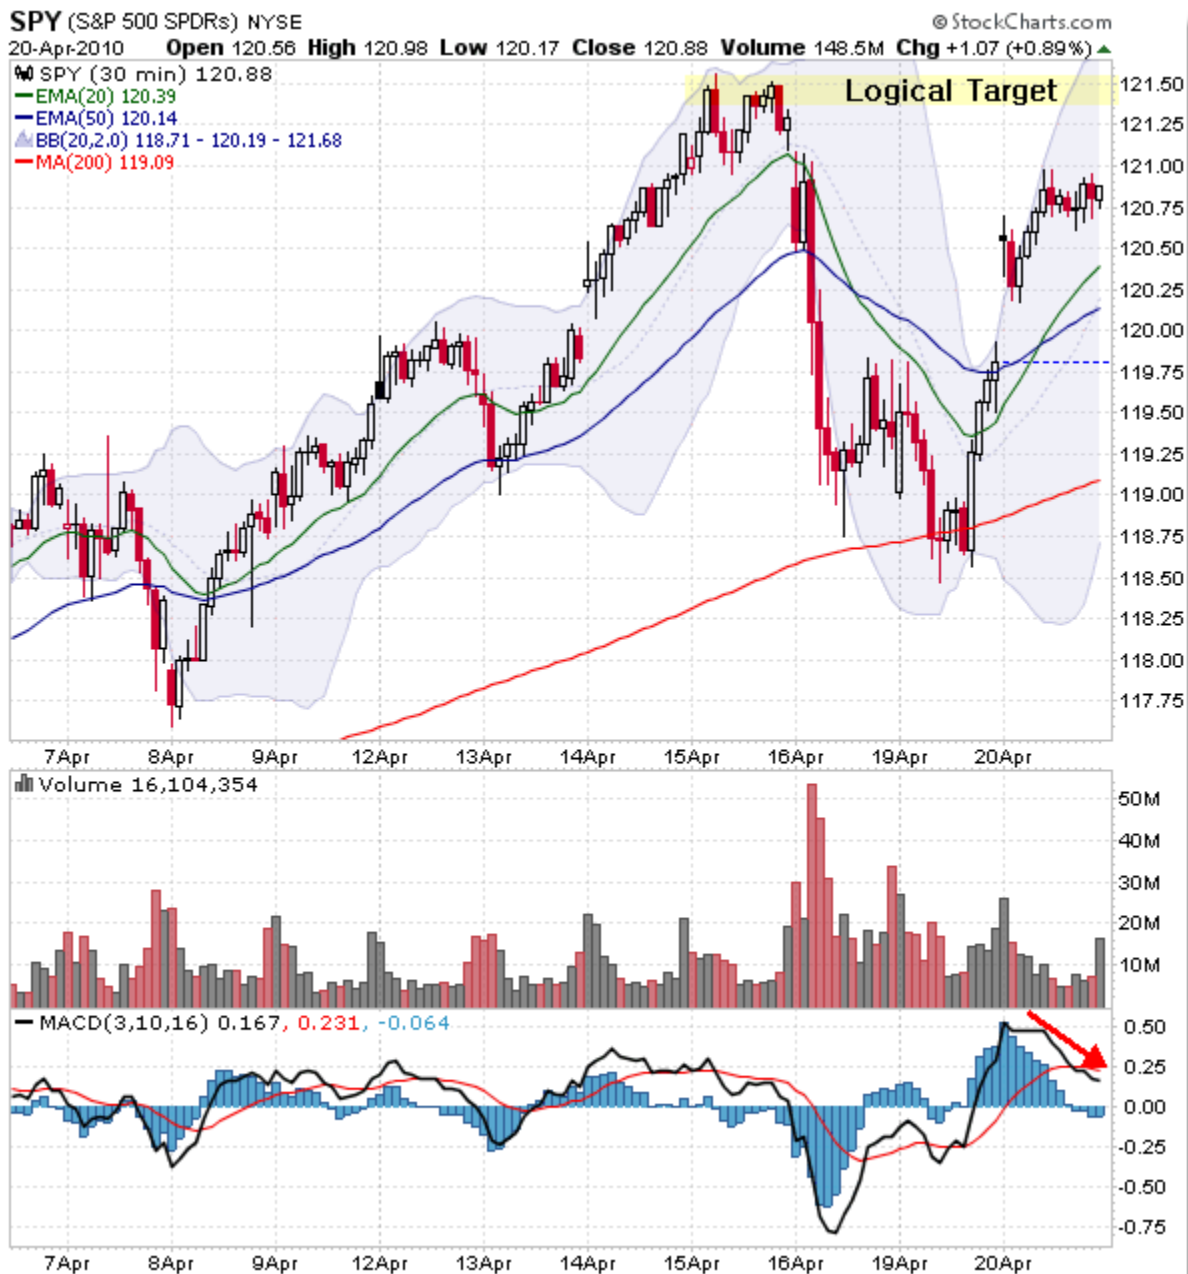 SPY (S&P 500 SPDRs) NYSE © StockCharts.com
20-Apr-2010 Open 120.56 High 120.98 Low 120.17 Close 120.88 Volume 148.5M Chg +1.07 (+0.89%)
SPY (30 min) 120.88
EMA(20) 120.39
EMA(50) 120.14
BB(20,2.0) 118.71 - 120.19 - 121.68
MA(200) 119.09
Logical Target
121.50
121.25
121.00
120.75
120.50
120.25
120.00
119.75
119.50
119.25
119.00
118.75
118.50
118.25
118.00
117.75
7Apr 8Apr 9Apr 12Apr 13Apr 14Apr 15Apr 16Apr 19Apr 20Apr
Volume 16,104,354
50M
40M
30M
20M
10M
MACD(3,10,16) 0.167, 0.231, -0.064
0.50
0.25
0.00
-0.25
-0.50
-0.75
7Apr 8Apr 9Apr 12Apr 13Apr 14Apr 15Apr 16Apr 19Apr 20Apr